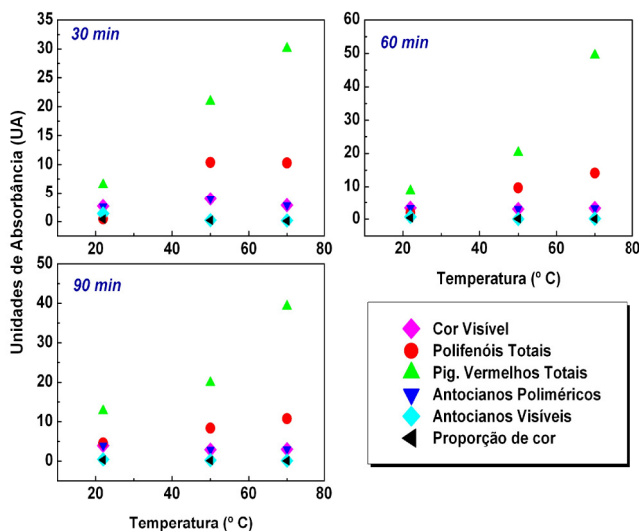 30 min
35
30
25
20
15
10
5
0
20 40 60 80
60 min
60
50
40
30
20
10
0
20 40 60 80
Temperatura (º C)
Unidades de Absorbância (UA)
90 min
50
40
30
20
10
0
20 40 60 80
Temperatura (º C)
Cor Visível
Polifenóis Totais
Pig. Vermelhos Totais
Antocianos Poliméricos
Antocianos Visíveis
Proporção de cor